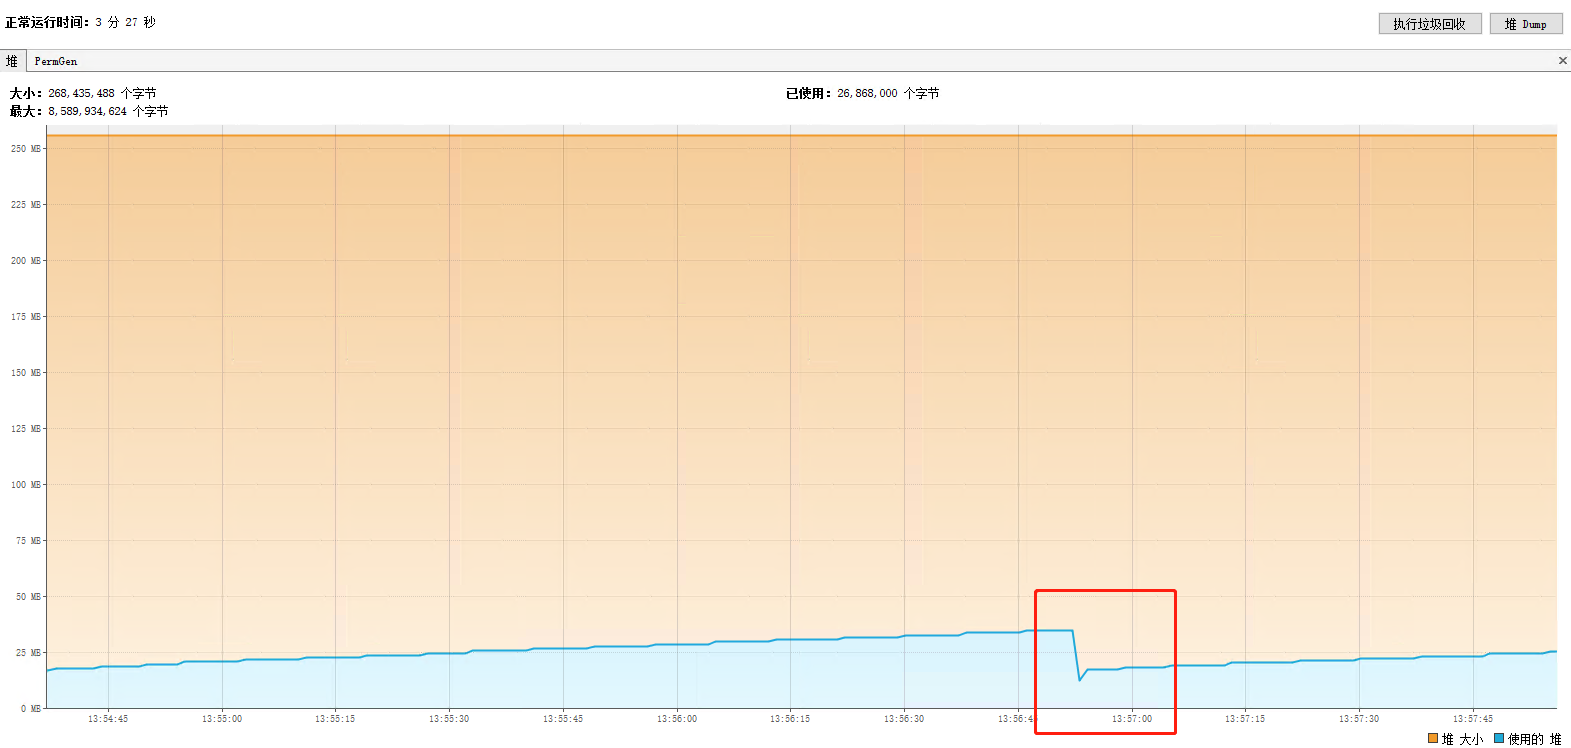 正常运行时间: 3 分 27 秒
执行垃圾回收 堆 Dump
堆 PermGen
大小: 268,435,488 个字节 已使用: 26,868,000 个字节
最大: 8,589,934,624 个字节
250 MB
225 MB
200 MB
175 MB
150 MB
125 MB
100 MB
75 MB
50 MB
25 MB
0 MB
13:54:45 13:55:00 13:55:15 13:55:30 13:55:45 13:56:00 13:56:15 13:56:30 13:56:45 13:57:00 13:57:15 13:57:30 13:57:45
堆 大小 使用的 堆